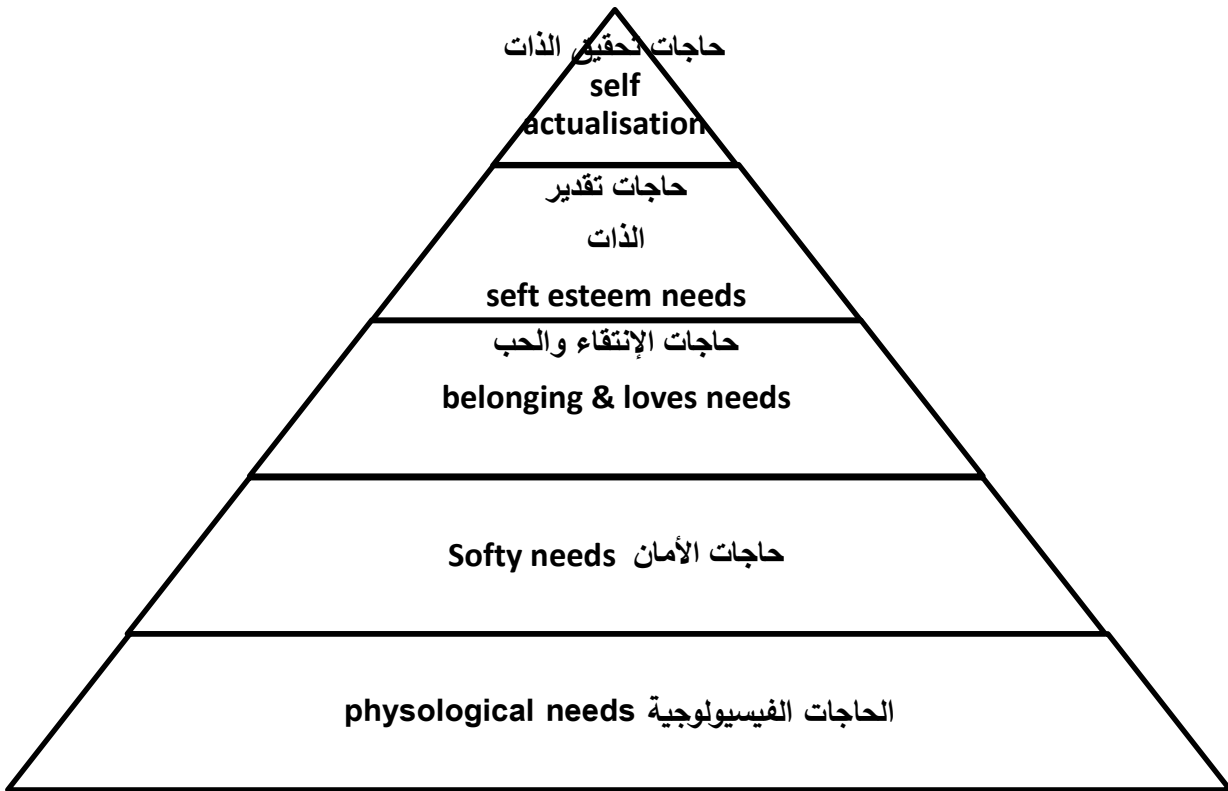 حاجات تحقيق الذات
self
actualisation
حاجات تقدير
الذات
seft esteem needs
حاجات الإنتقاء والحب
belonging & loves needs
حاجات الأمان Softy needs
الحاجات الفيسيولوجية physological needs